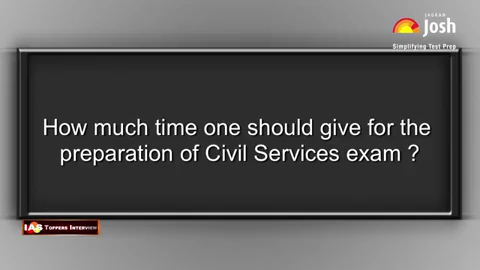 JAGRAN
Josh
Simplifying Test Prep
How much time one should give for the
preparation of Civil Services exam ?
IAS TOPPERS INTERVIEW